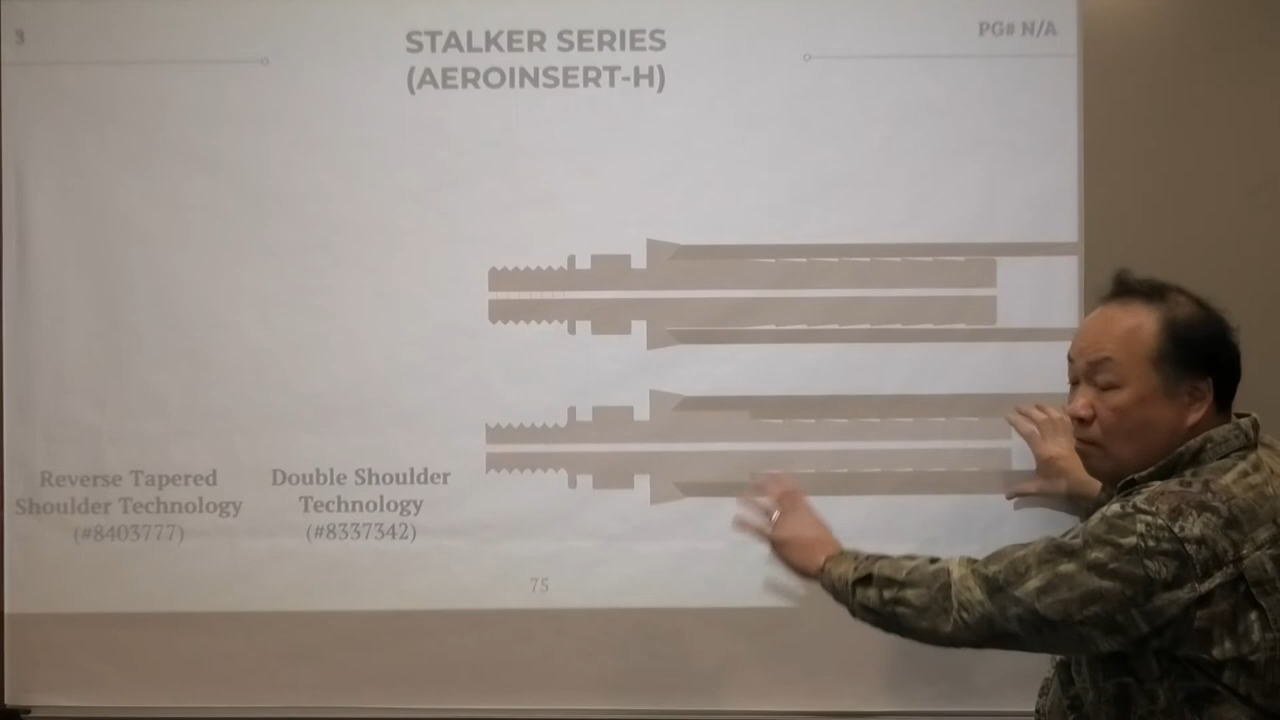 3
STALKER SERIES
(AEROINSERT-H)
PG# N/A
Reverse Tapered
Shoulder Technology
(#8403777)
Double Shoulder
Technology
(#8337342)
75